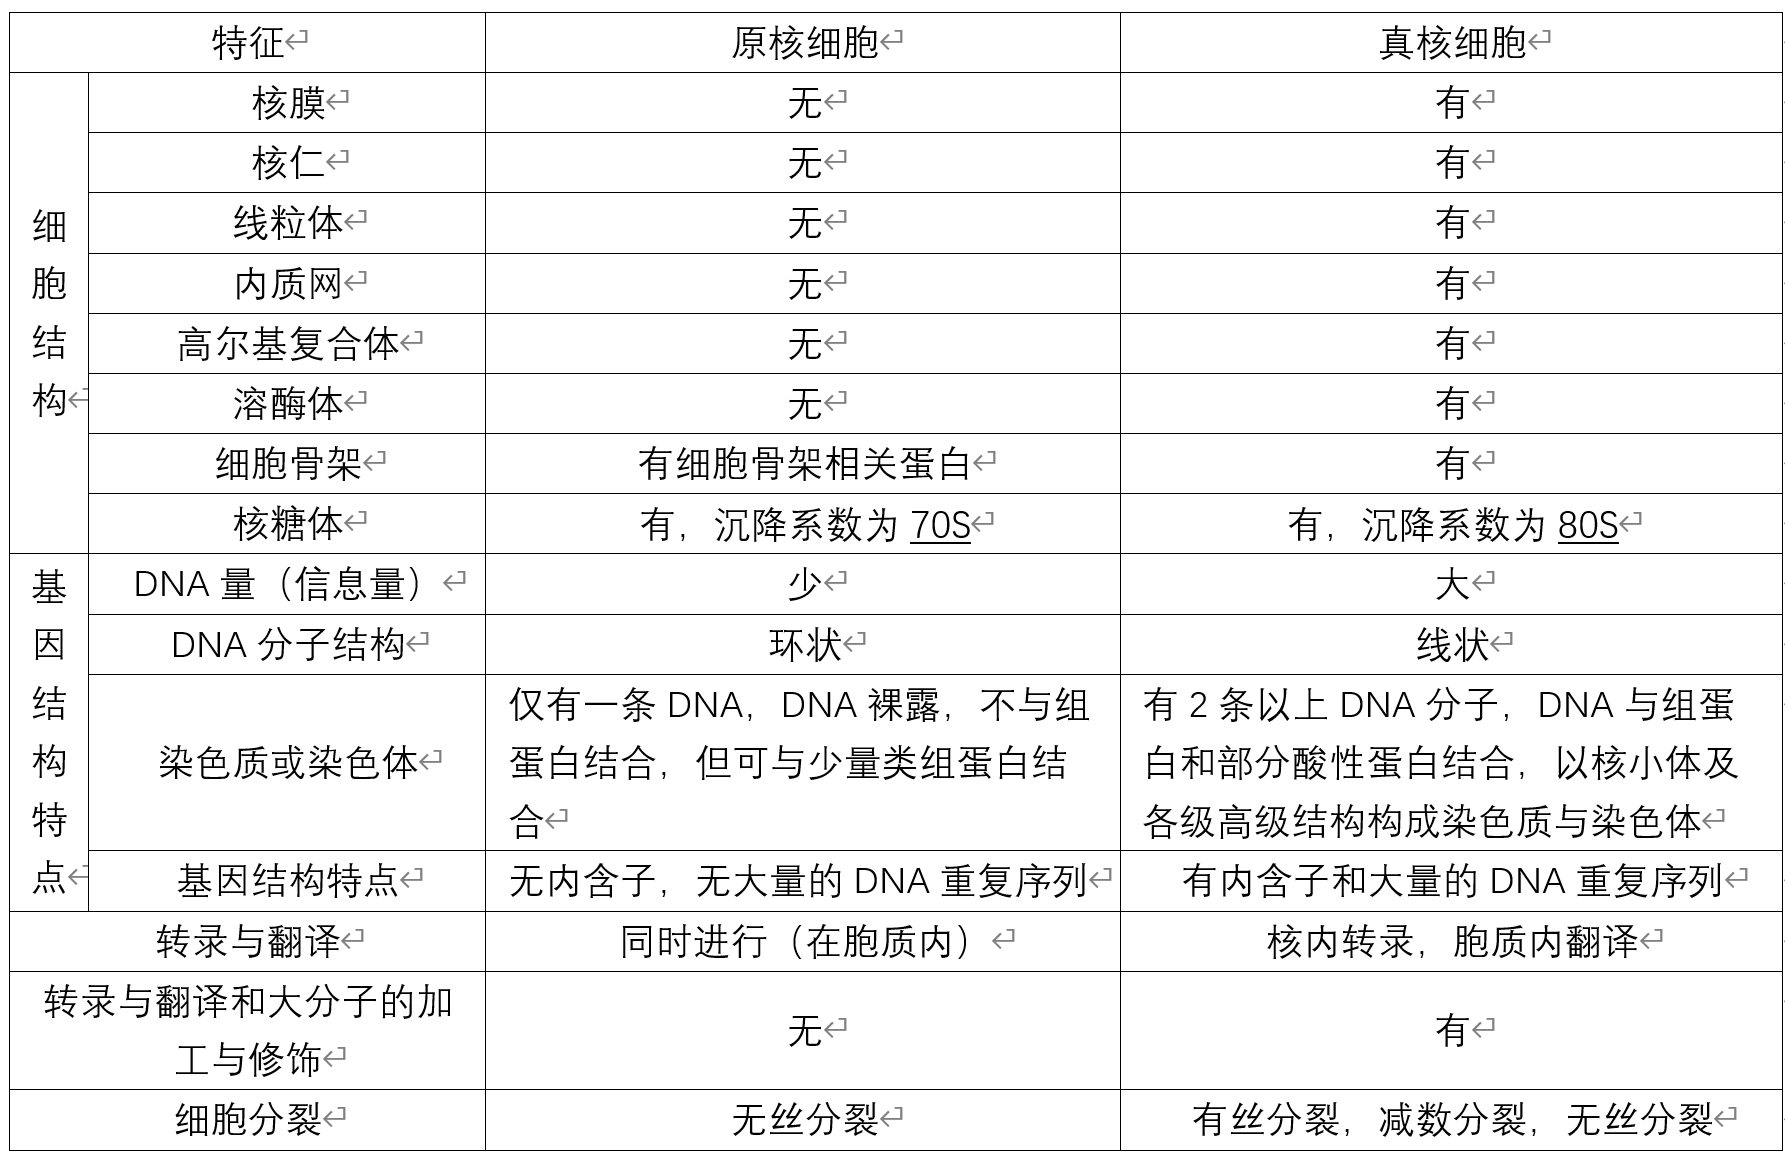 特征 原核细胞 真核细胞
细胞结构
核膜 无 有
核仁 无 有
线粒体 无 有
内质网 无 有
高尔基复合体 无 有
溶酶体 无 有
细胞骨架 有细胞骨架相关蛋白 有
核糖体 有，沉降系数为 70S 有，沉降系数为 80S
基因结构特点
DNA 量（信息量） 少 大
DNA 分子结构 环状 线状
染色质或染色体
仅有一条 DNA，DNA 裸露，不与组
蛋白结合，但可与少量类组蛋白结
合
有 2 条以上 DNA 分子，DNA 与组蛋
白和部分酸性蛋白结合，以核小体及
各级高级结构构成染色质与染色体
基因结构特点 无内含子，无大量的 DNA 重复序列 有内含子和大量的 DNA 重复序列
转录与翻译 同时进行（在胞质内） 核内转录，胞质内翻译
转录与翻译和大分子的加
工与修饰
无 有
细胞分裂 无丝分裂 有丝分裂，减数分裂，无丝分裂